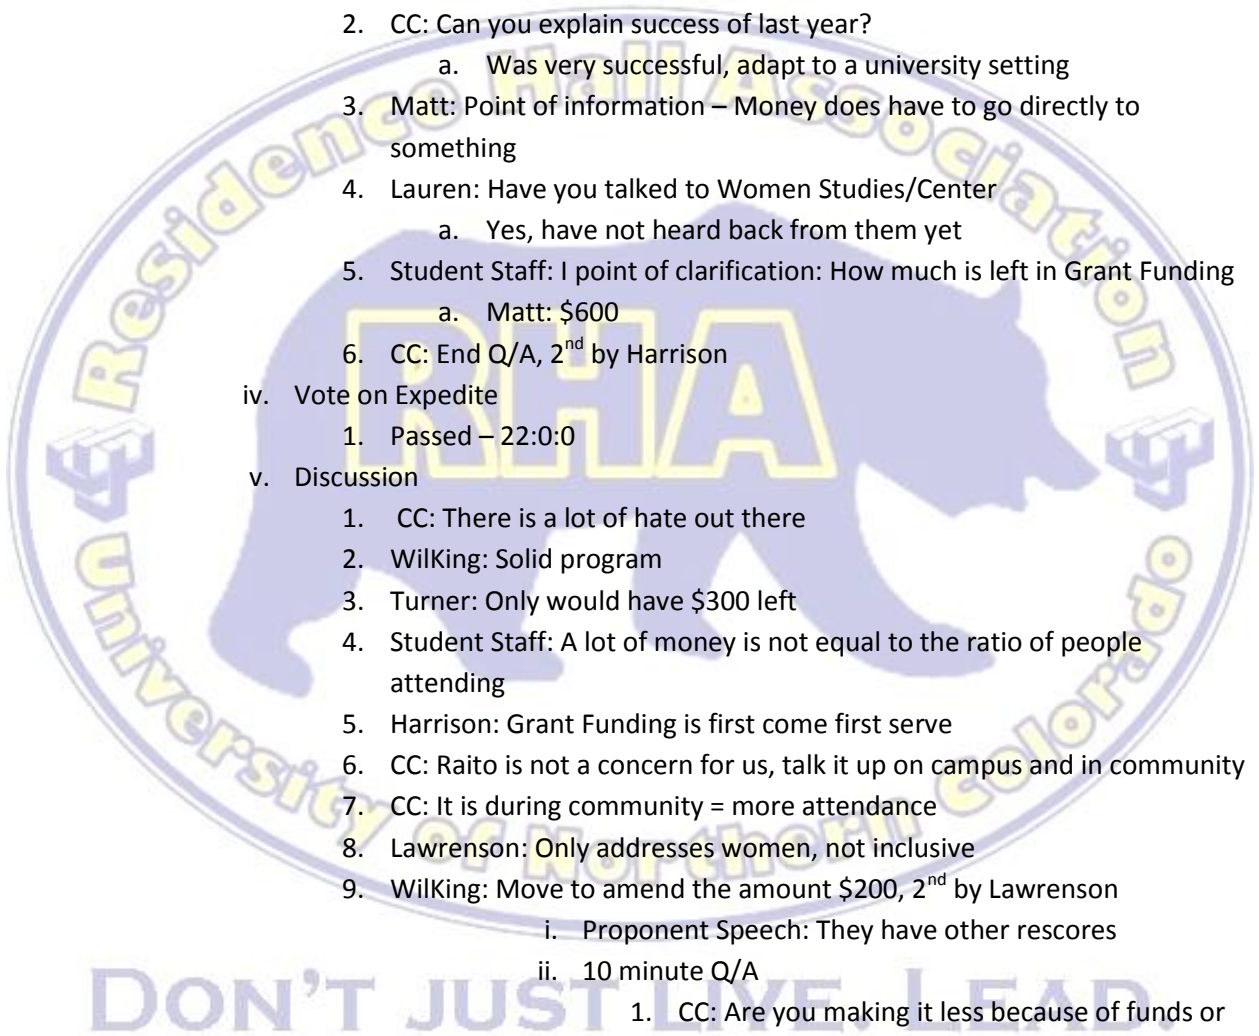 2. CC: Can you explain success of last year?
a. Was very successful, adapt to a university setting
3. Matt: Point of information – Money does have to go directly to
something
4. Lauren: Have you talked to Women Studies/Center
a. Yes, have not heard back from them yet
5. Student Staff: I point of clarification: How much is left in Grant Funding
a. Matt: $600
6. CC: End Q/A, 2nd by Harrison
iv. Vote on Expedite
1. Passed – 22:0:0
v. Discussion
1. CC: There is a lot of hate out there
2. WilKing: Solid program
3. Turner: Only would have $300 left
4. Student Staff: A lot of money is not equal to the ratio of people
attending
5. Harrison: Grant Funding is first come first serve
6. CC: Raito is not a concern for us, talk it up on campus and in community
7. CC: It is during community = more attendance
8. Lawrenson: Only addresses women, not inclusive
9. WilKing: Move to amend the amount $200, 2nd by Lawrenson
i. Proponent Speech: They have other rescores
ii. 10 minute Q/A
1. CC: Are you making it less because of funds or
Residence Hall Association
RHA
University of Northern Colorado
DON'T JUST LIVE. LEAD